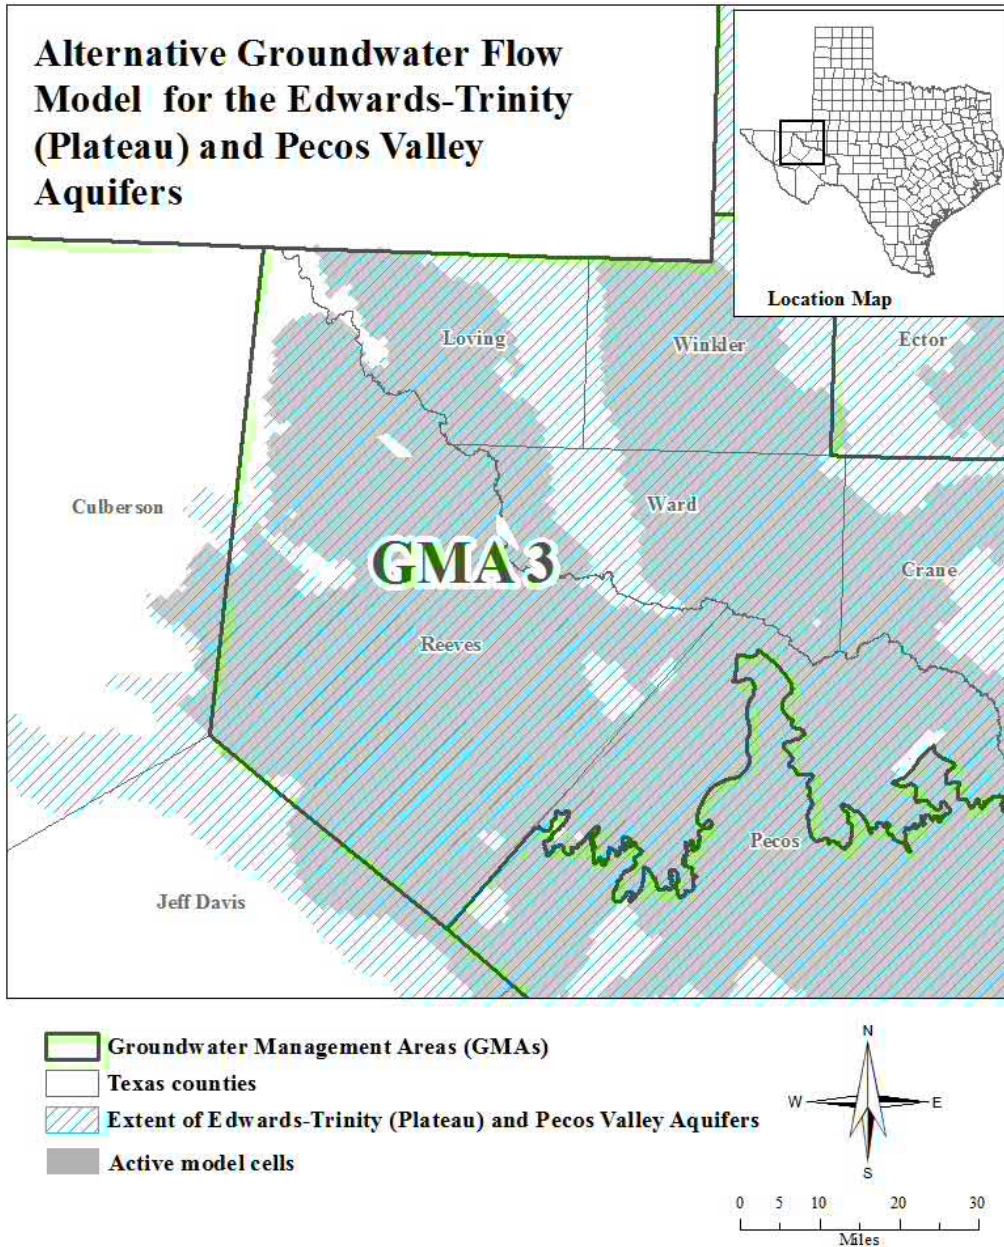 Alternative Groundwater Flow
Model for the Edwards-Trinity
(Plateau) and Pecos Valley
Aquifers
Location Map
Loving
Winkler
Ector
Culberson
Ward
GMA 3
Crane
Reeves
Pecos
Jeff Davis
Groundwater Management Areas (GMAs)
Texas counties
Extent of Edwards-Trinity (Plateau) and Pecos Valley Aquifers
Active model cells
N
W E
S
0 5 10 20 30
Miles